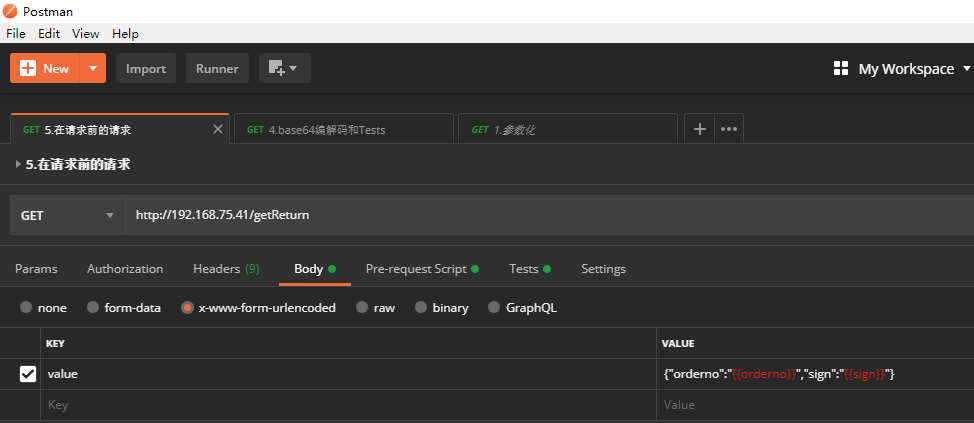 Postman
File Edit View Help
New Import Runner My Workspace
GET 5.在请求前的请求 GET 4.base64编解码和Tests GET 1.参数化
5.在请求前的请求
GET http://192.168.75.41/getReturn
Params Authorization Headers (9) Body Pre-request Script Tests Settings
none form-data x-www-form-urlencoded raw binary GraphQL
KEY VALUE
value {"orderno":"{{orderno}}","sign":"{{sign}}"}
Key Value